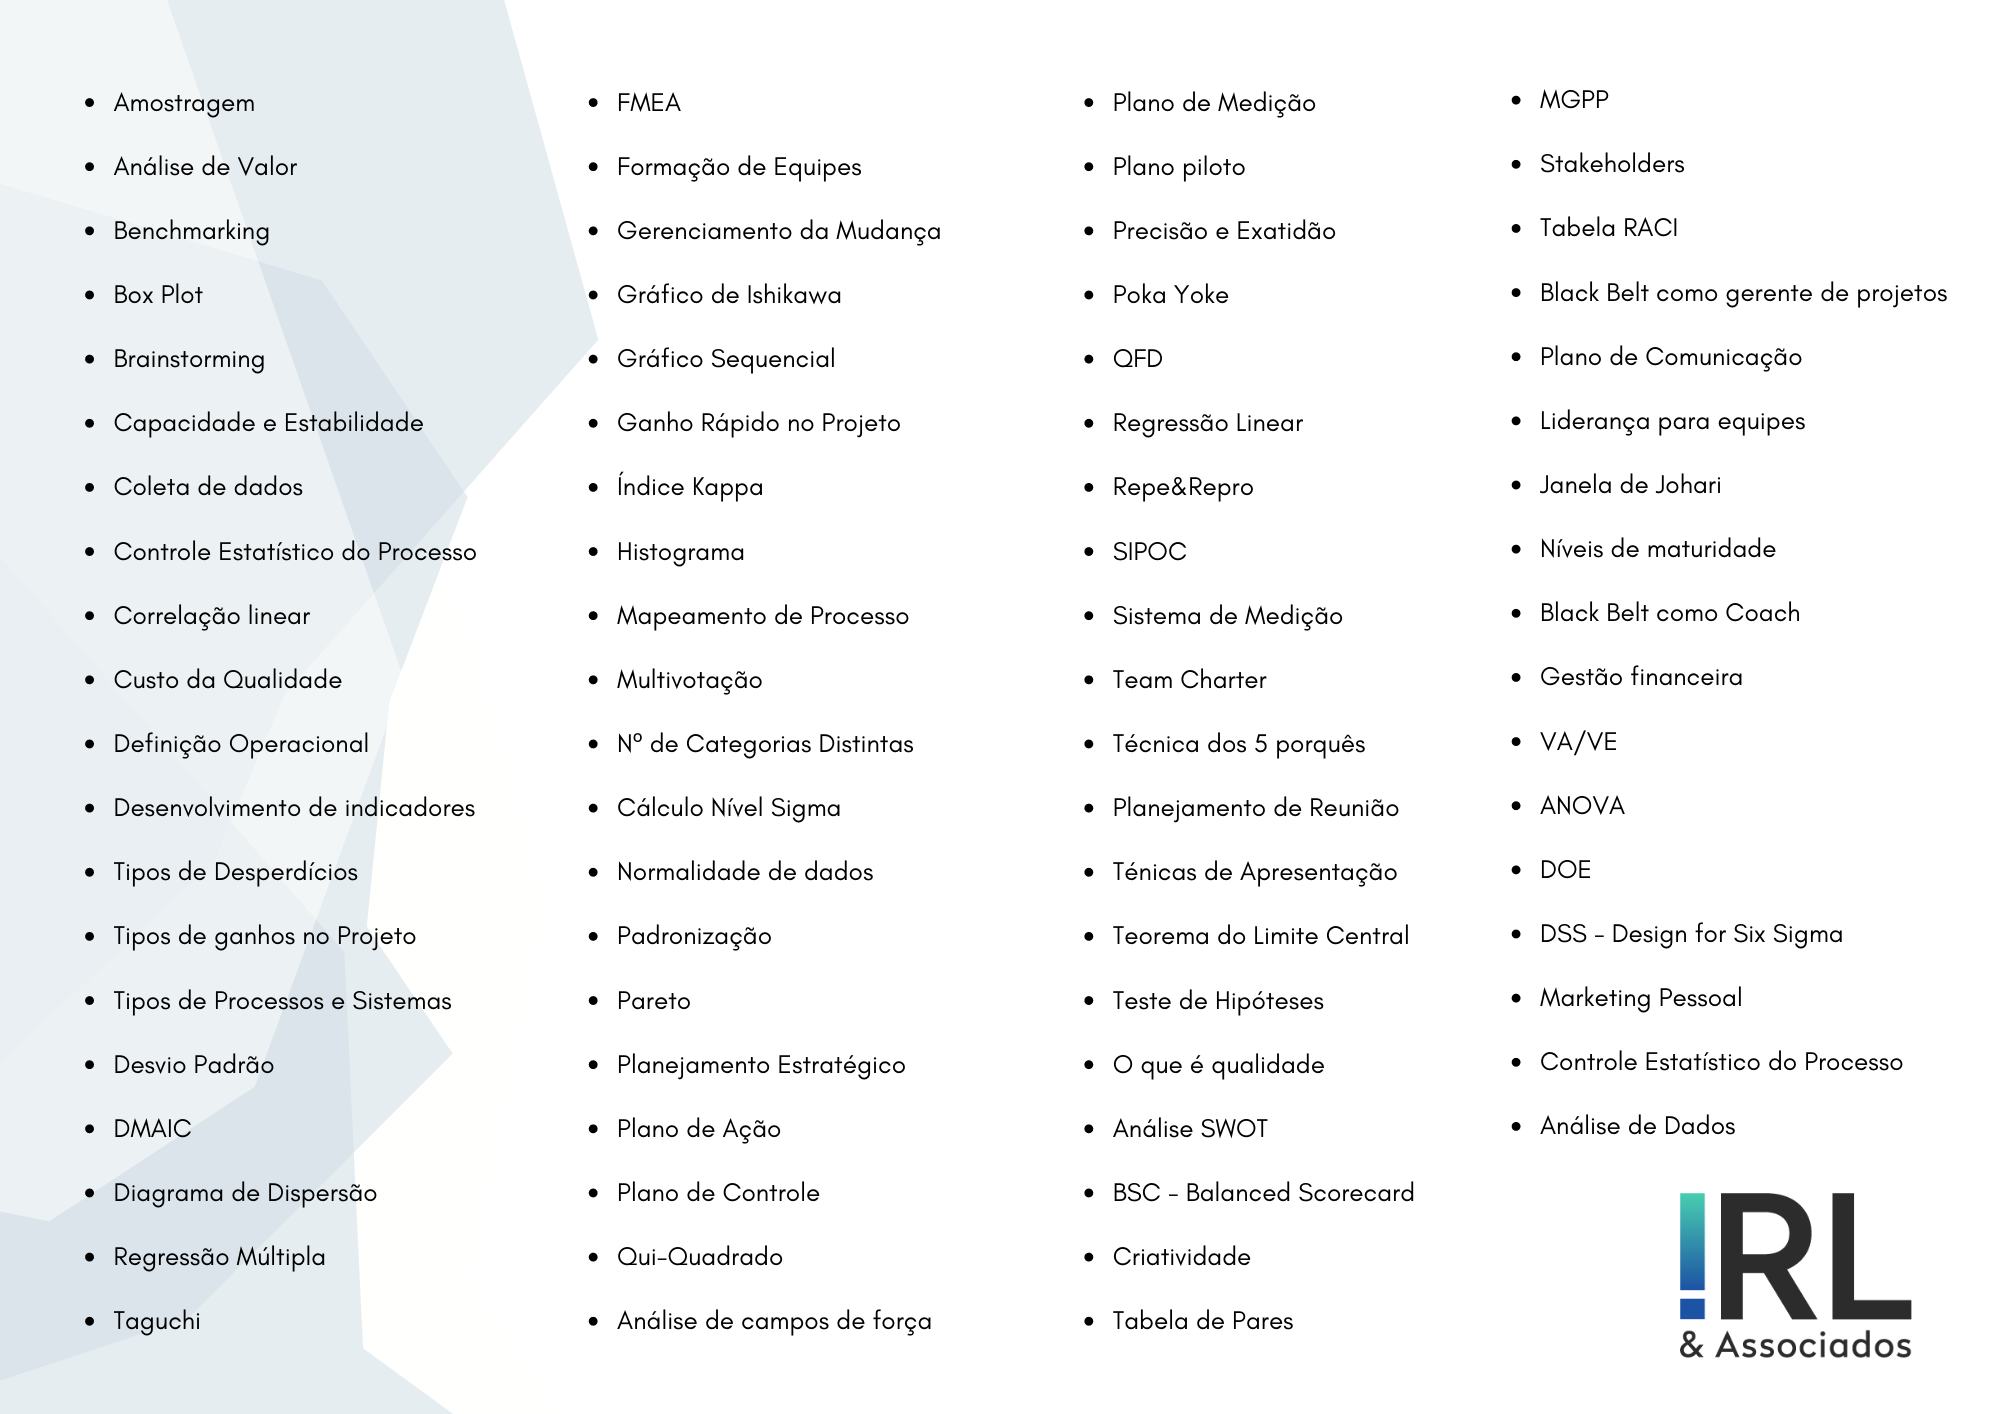 Amostragem
Análise de Valor
Benchmarking
Box Plot
Brainstorming
Capacidade e Estabilidade
Coleta de dados
Controle Estatístico do Processo
Correlação linear
Custo da Qualidade
Definição Operacional
Desenvolvimento de indicadores
Tipos de Desperdícios
Tipos de ganhos no Projeto
Tipos de Processos e Sistemas
Desvio Padrão
DMAIC
Diagrama de Dispersão
Regressão Múltipla
Taguchi
FMEA
Formação de Equipes
Gerenciamento da Mudança
Gráfico de Ishikawa
Gráfico Sequencial
Ganho Rápido no Projeto
Índice Kappa
Histograma
Mapeamento de Processo
Multivotação
Nº de Categorias Distintas
Cálculo Nível Sigma
Normalidade de dados
Padronização
Pareto
Planejamento Estratégico
Plano de Ação
Plano de Controle
Qui-Quadrado
Análise de campos de força
Plano de Medição
Plano piloto
Precisão e Exatidão
Poka Yoke
QFD
Regressão Linear
Repe&Repro
SIPOC
Sistema de Medição
Team Charter
Técnica dos 5 porquês
Planejamento de Reunião
Ténicas de Apresentação
Teorema do Limite Central
Teste de Hipóteses
O que é qualidade
Análise SWOT
BSC - Balanced Scorecard
Criatividade
Tabela de Pares
MGPP
Stakeholders
Tabela RACI
Black Belt como gerente de projetos
Plano de Comunicação
Liderança para equipes
Janela de Johari
Níveis de maturidade
Black Belt como Coach
Gestão financeira
VA/VE
ANOVA
DOE
DSS - Design for Six Sigma
Marketing Pessoal
Controle Estatístico do Processo
Análise de Dados
RL
& Associados